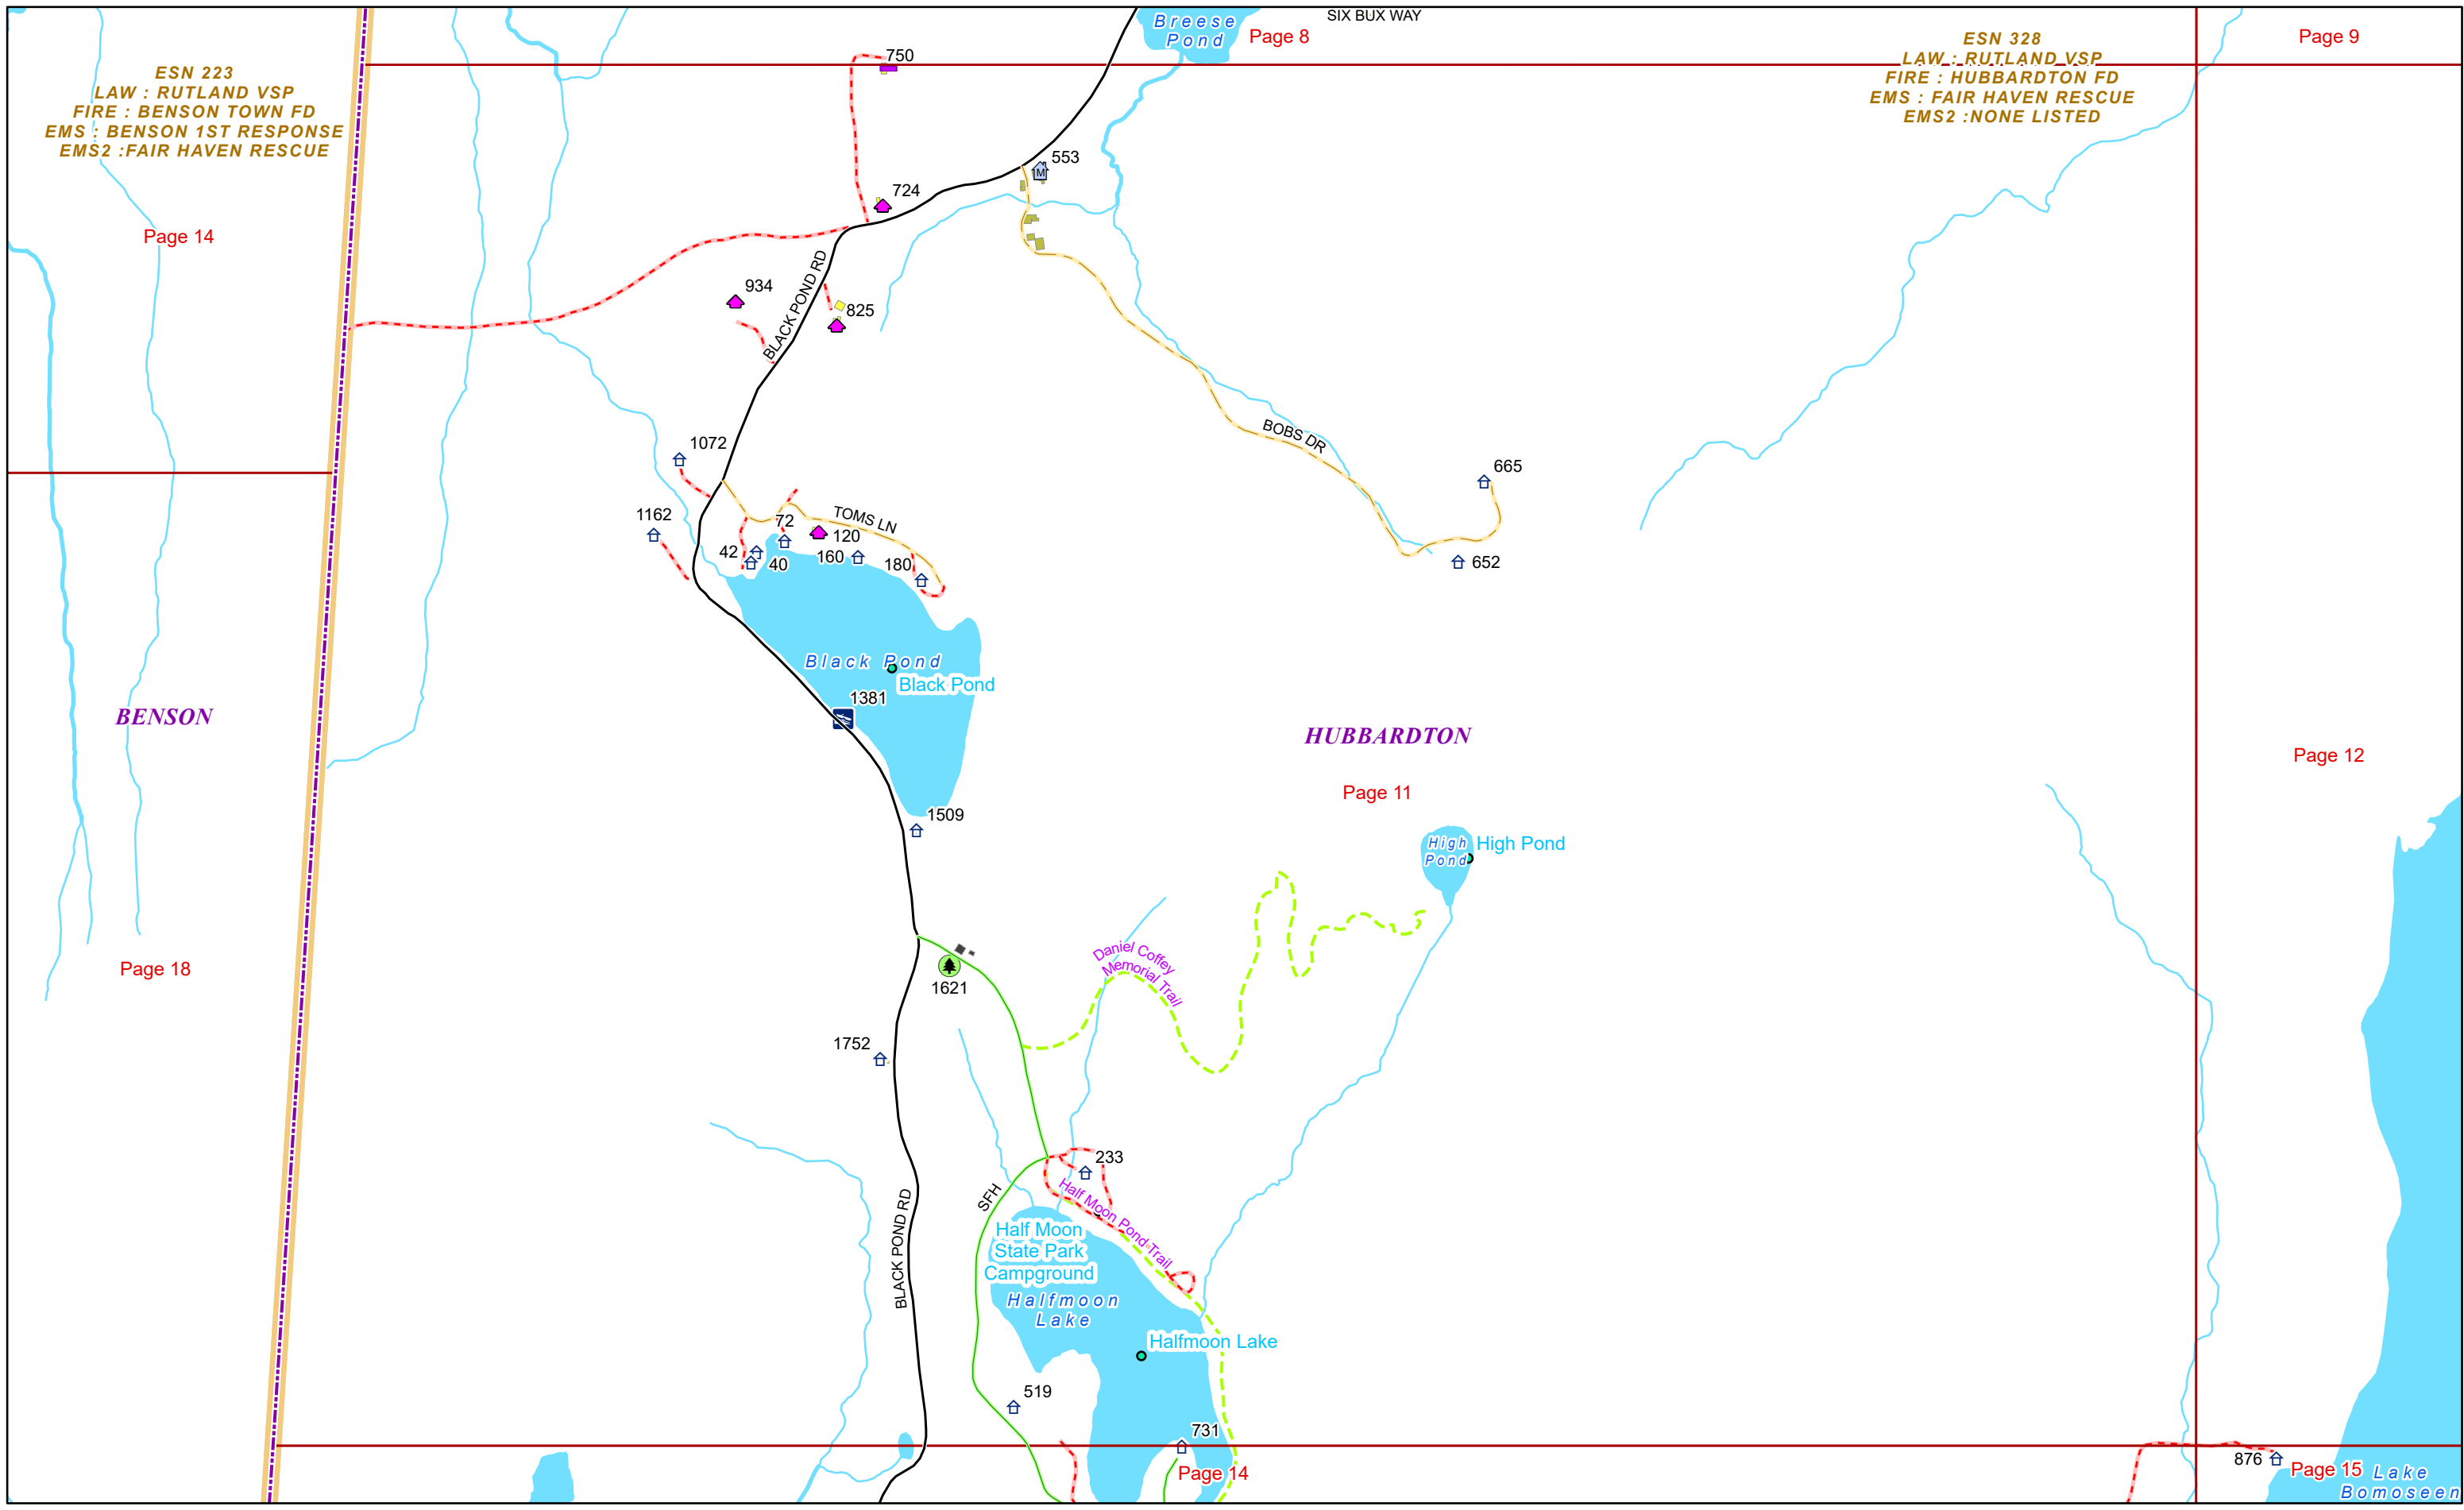 SIX BUX WAY
Breese
Pond
Page 8
Page 9
ESN 328
LAW : RUTLAND VSP
FIRE : HUBBARDTON FD
EMS : FAIR HAVEN RESCUE
EMS2 :NONE LISTED
ESN 223
LAW : RUTLAND VSP
FIRE : BENSON TOWN FD
EMS : BENSON 1ST RESPONSE
EMS2 :FAIR HAVEN RESCUE
750
553
M
724
Page 14
BLACK POND RD
934
825
BOBS DR
1072
665
1162
72
TOMS LN
120
42
40
160
180
652
Black Pond
Black Pond
1381
BENSON
HUBBARDTON
Page 12
Page 11
1509
High
Pond
High Pond
Daniel Coffey
Memorial Trail
Page 18
1621
1752
233
SFH
Half Moon Pond Trail
BLACK POND RD
Half Moon
State Park
Campground
Halfmoon
Lake
Halfmoon Lake
519
731
Page 14
876
Page 15
Lake
Bomoseen